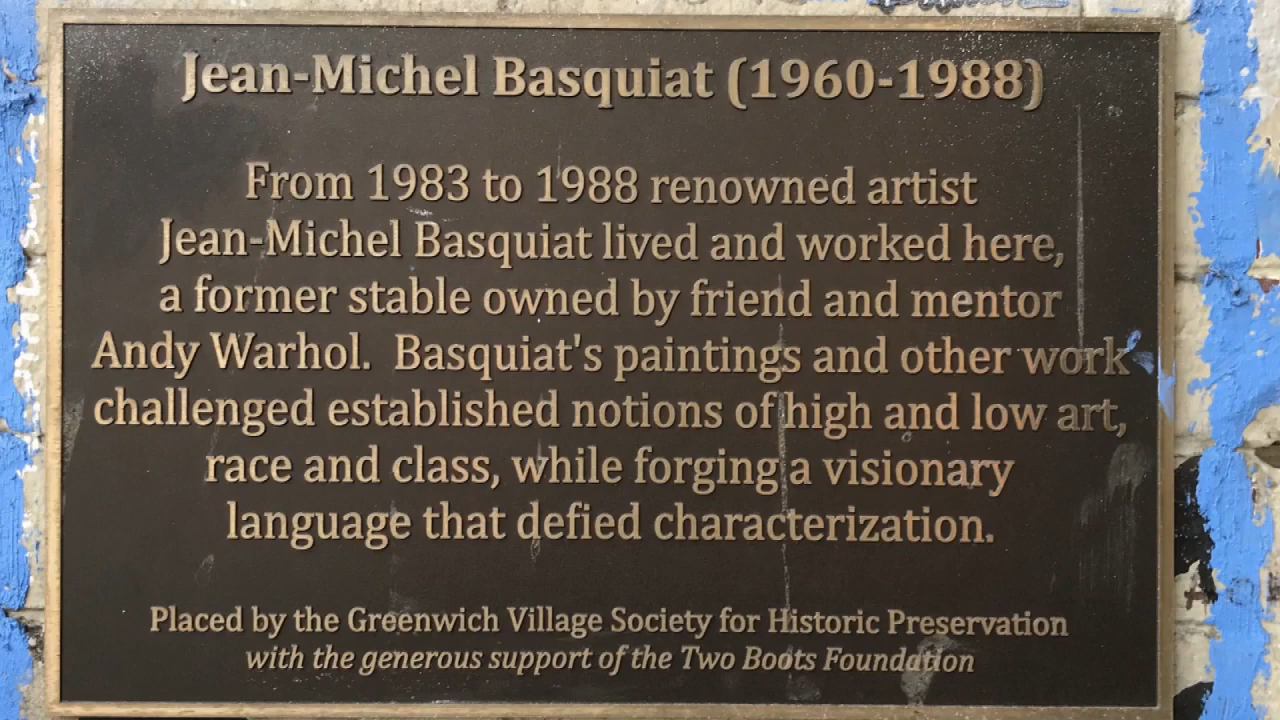 Jean-Michel Basquiat (1960-1988)
From 1983 to 1988 renowned artist
Jean-Michel Basquiat lived and worked here,
a former stable owned by friend and mentor
Andy Warhol.  Basquiat's paintings and other work
challenged established notions of high and low art,
race and class, while forging a visionary
language that defied characterization.
Placed by the Greenwich Village Society for Historic Preservation
with the generous support of the Two Boots Foundation